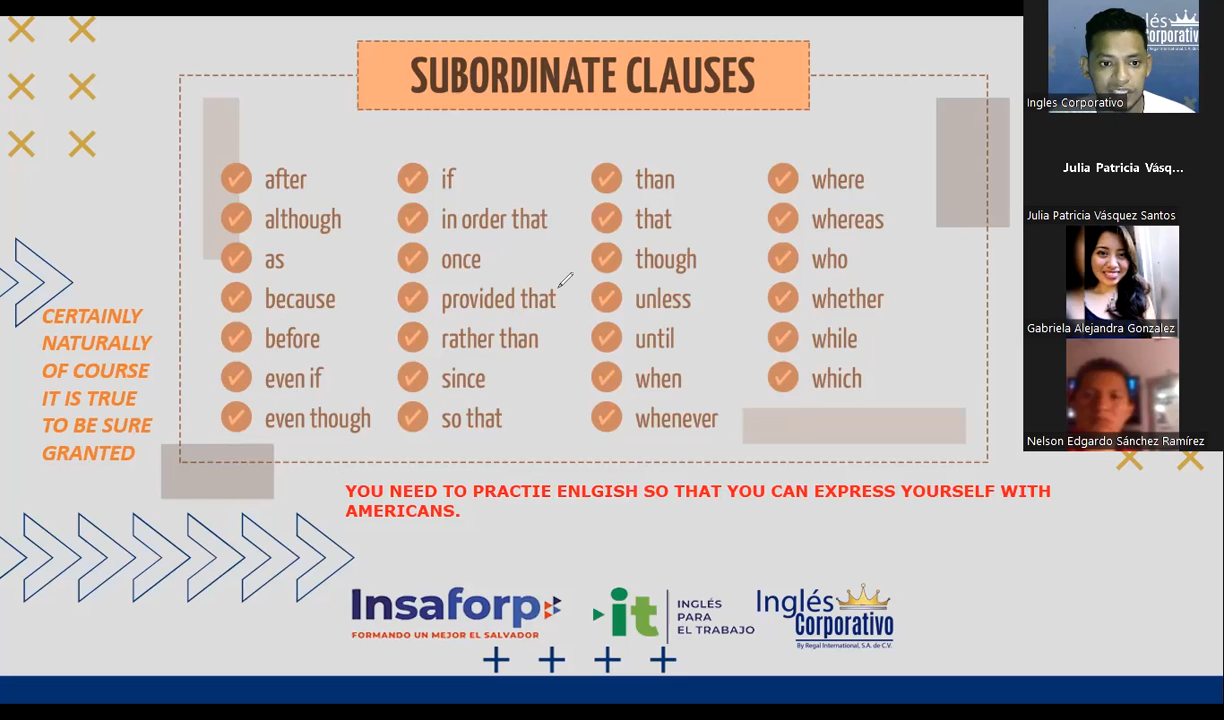 SUBORDINATE CLAUSES
after
although
as
because
before
even if
even though
if
in order that
once
provided that
rather than
since
so that
than
that
though
unless
until
when
whenever
where
whereas
who
whether
while
which
CERTAINLY
NATURALLY
OF COURSE
IT IS TRUE
TO BE SURE
GRANTED
YOU NEED TO PRACTIE ENLGISH SO THAT YOU CAN EXPRESS YOURSELF WITH
AMERICANS.
Insaforp
FORMANDO UN MEJOR EL SALVADOR
it
INGLÉS
PARA
EL TRABAJO
Inglés
Corporativo
By Regal International, S.A. de C.V.
lés
orporativ
Ingles Corporativo
Julia Patricia Vásq...
Julia Patricia Vásquez Santos
Gabriela Alejandra Gonzalez
Nelson Edgardo Sánchez Ramírez